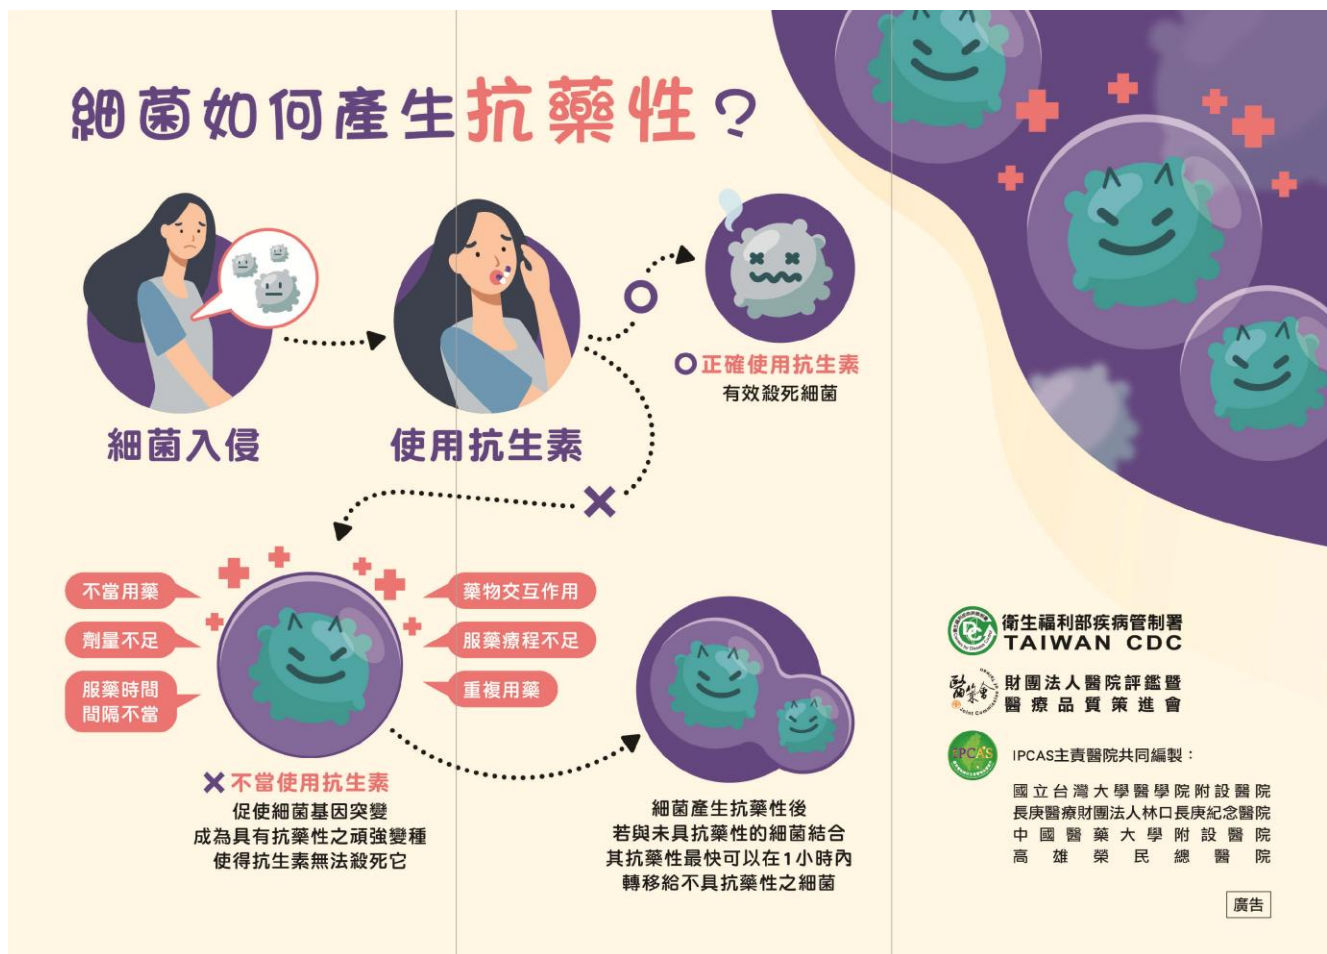 細菌如何產生抗藥性？
細菌入侵
使用抗生素
正確使用抗生素
有效殺死細菌
不當用藥
劑量不足
服藥時間
間隔不當
藥物交互作用
服藥療程不足
重複用藥
不當使用抗生素
促使細菌基因突變
成為具有抗藥性之頑強變種
使得抗生素無法殺死它
細菌產生抗藥性後
若與未具抗藥性的細菌結合
其抗藥性最快可以在1小時內
轉移給不具抗藥性之細菌
衛生福利部疾病管制署
TAIWAN CDC
財團法人醫院評鑑暨
醫療品質策進會
IPCAS
IPCAS主責醫院共同編製：
國立台灣大學醫學院附設醫院
長庚醫療財團法人林口長庚紀念醫院
中國醫藥大學附設醫院
高雄榮民總醫院
廣告